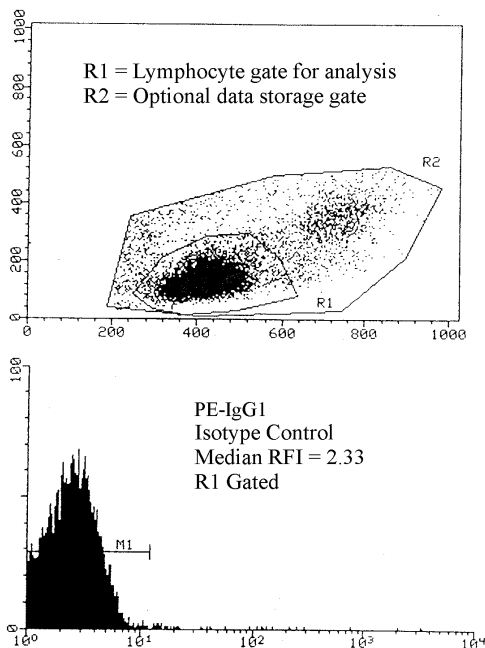 1000
800
600
400
200
0
R1 = Lymphocyte gate for analysis
R2 = Optional data storage gate
R2
R1
0 200 400 600 800 1000
100
0
PE-IgG1
Isotype Control
Median RFI = 2.33
R1 Gated
M1
10⁰ 10¹ 10² 10³ 10⁴